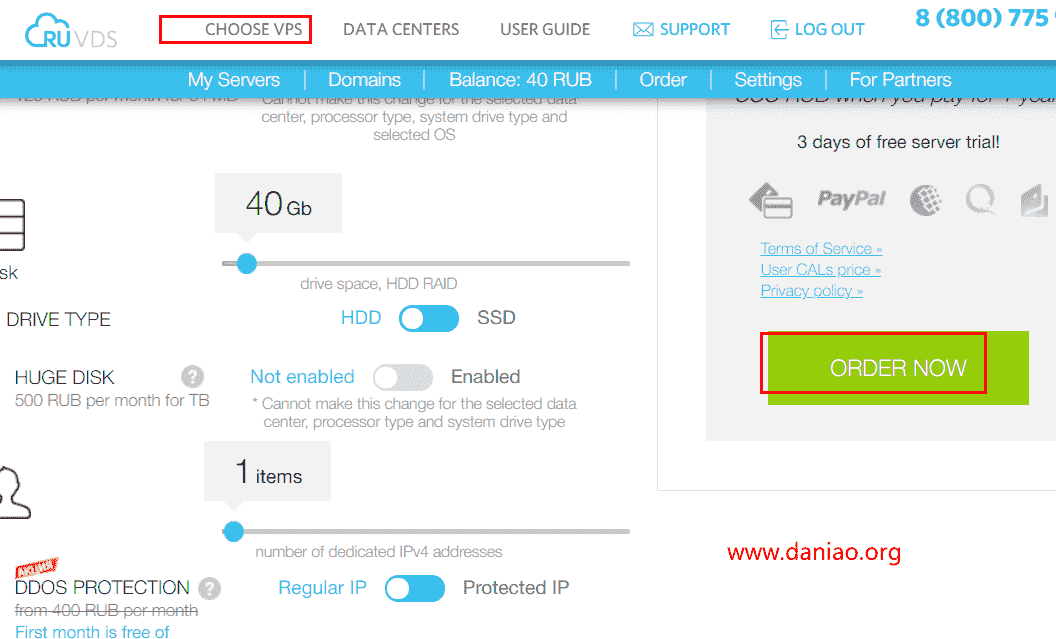 RUVDS
CHOOSE VPS
DATA CENTERS
USER GUIDE
SUPPORT
LOG OUT
8 (800) 775
My Servers
Domains
Balance: 40 RUB
Order
Settings
For Partners
Cannot make this change for the selected data
center, processor type, system drive type and
selected OS
when you pay for 1 year
3 days of free server trial!
40 Gb
PayPal
Terms of Service »
User CALs price »
Privacy policy »
sk
drive space, HDD RAID
DRIVE TYPE
HDD
SSD
ORDER NOW
HUGE DISK
?
500 RUB per month for TB
Not enabled
Enabled
* Cannot make this change for the selected data
center, processor type and system drive type
1 items
number of dedicated IPv4 addresses
www.daniao.org
DDOS PROTECTION
?
from 400 RUB per month
First month is free of
Regular IP
Protected IP